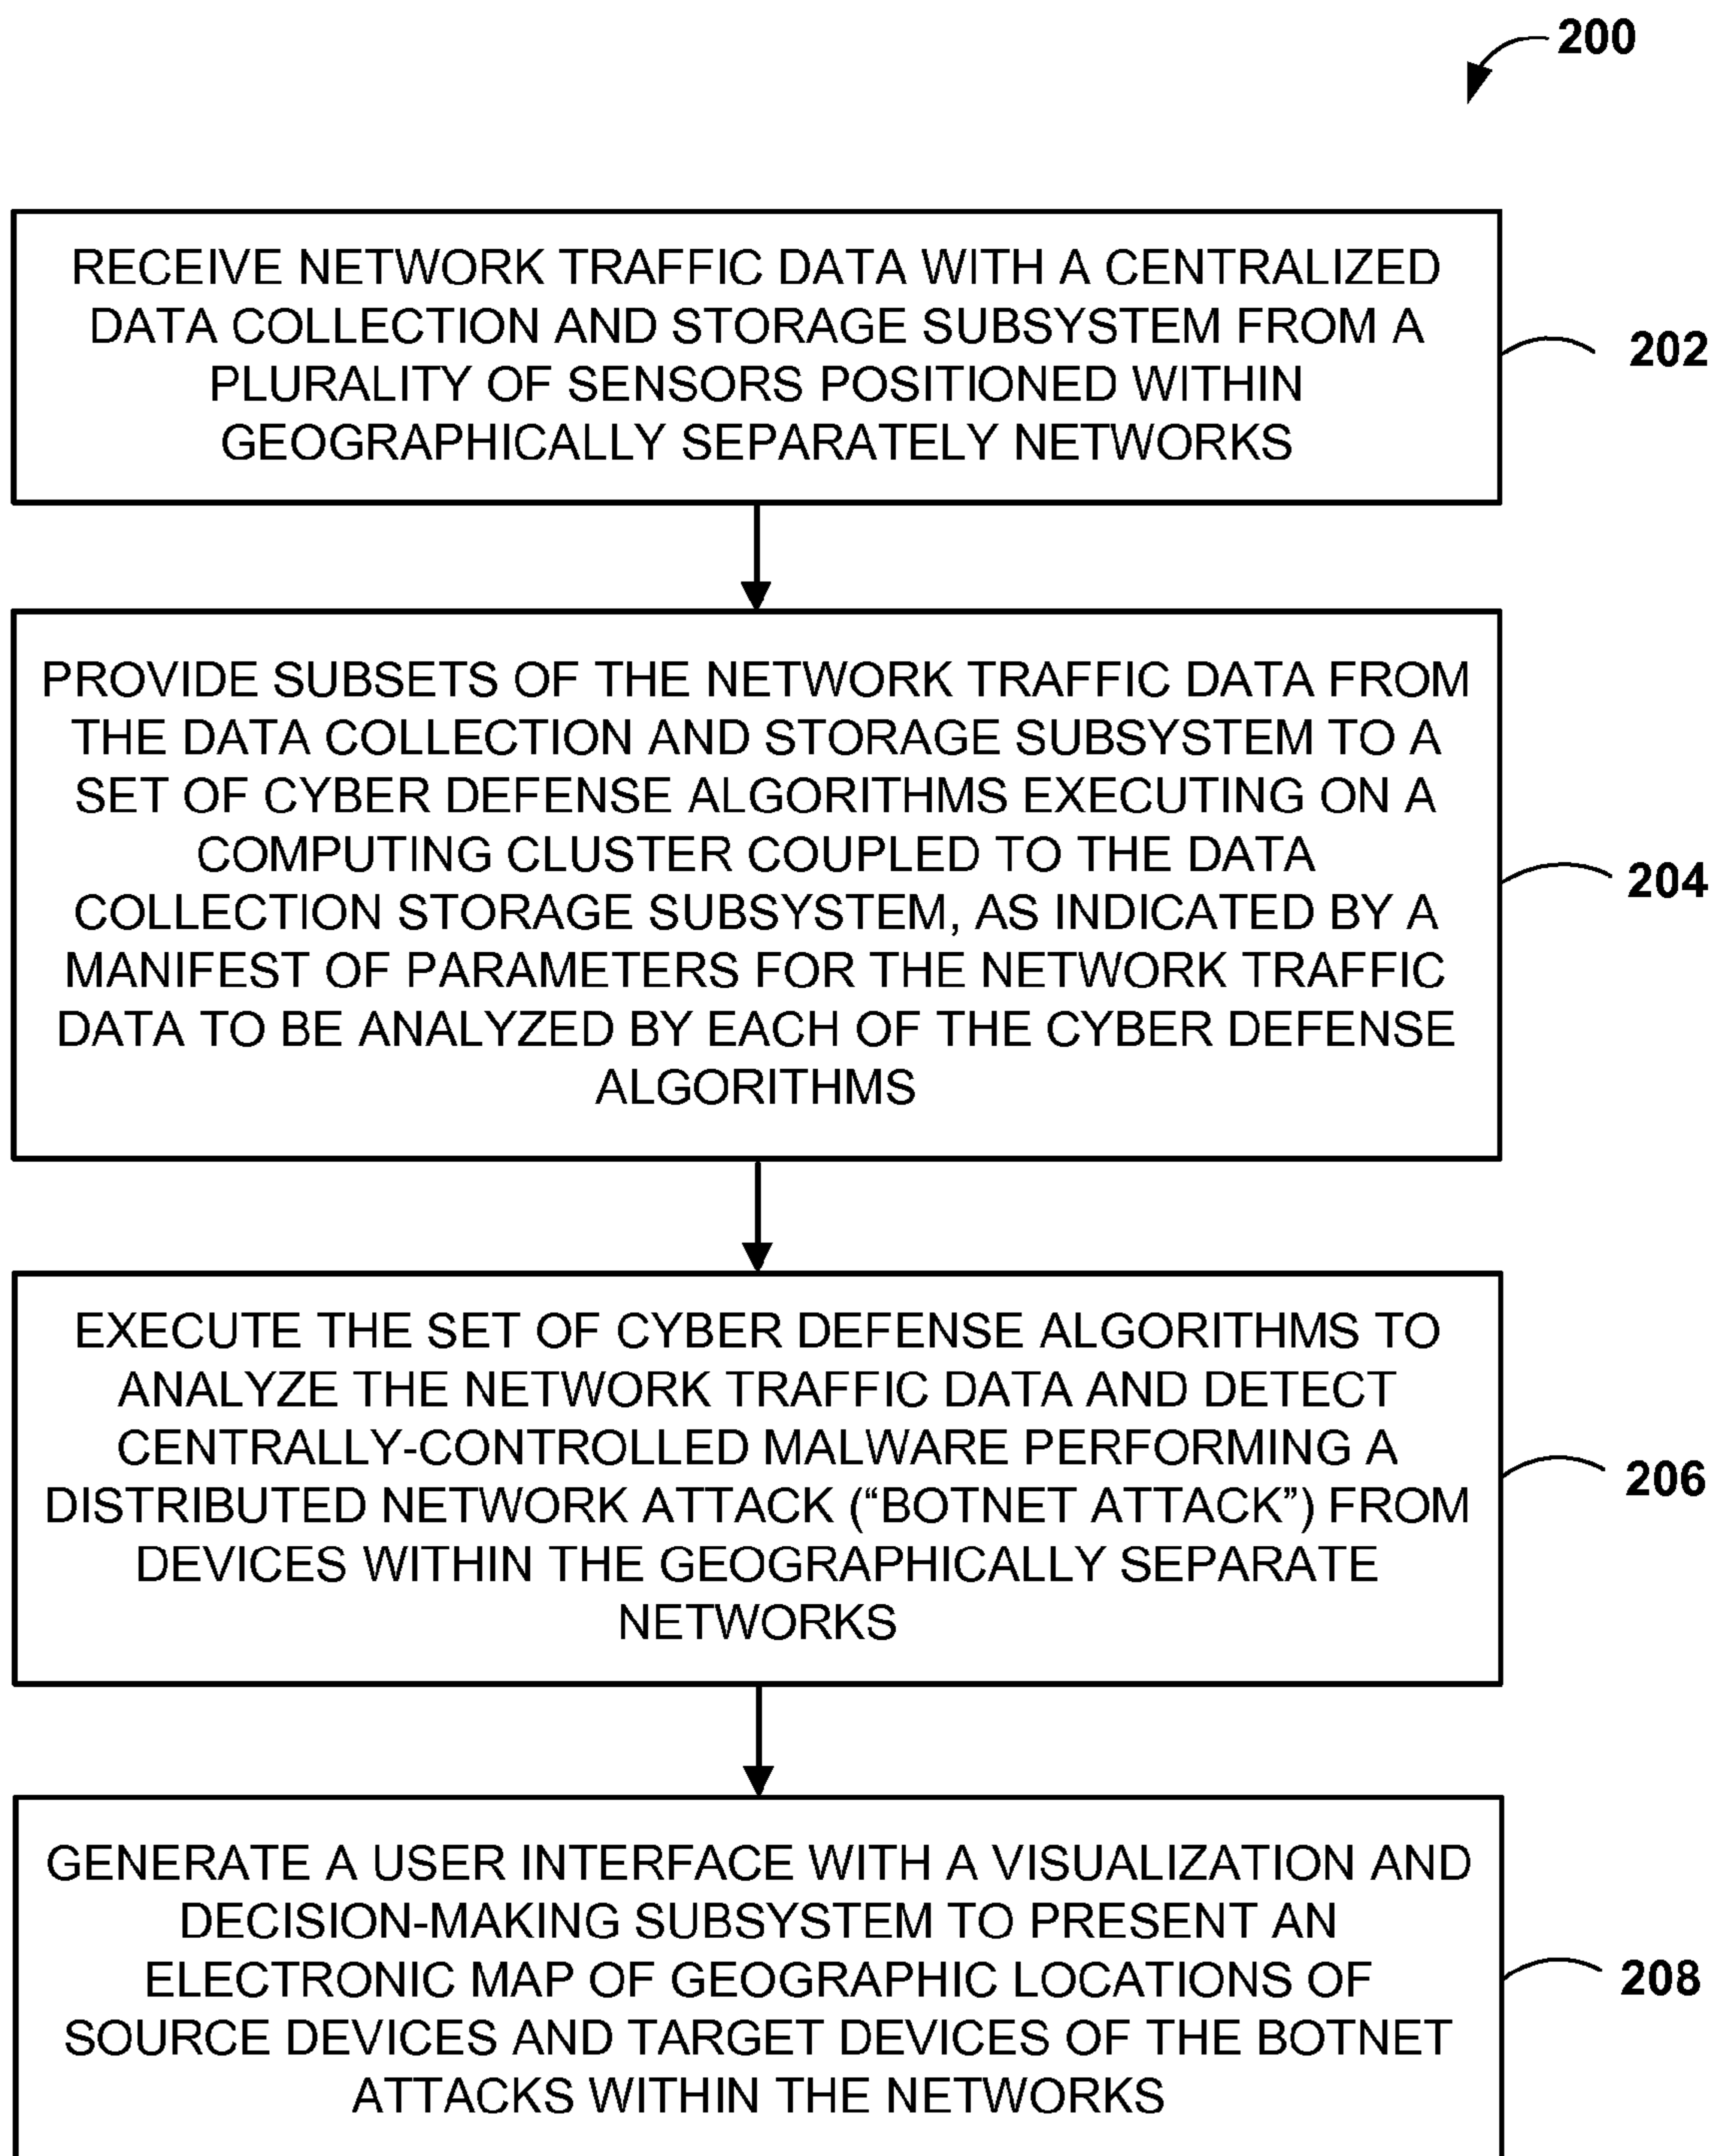 200
RECEIVE NETWORK TRAFFIC DATA WITH A CENTRALIZED
DATA COLLECTION AND STORAGE SUBSYSTEM FROM A
PLURALITY OF SENSORS POSITIONED WITHIN
GEOGRAPHICALLY SEPARATELY NETWORKS
202
PROVIDE SUBSETS OF THE NETWORK TRAFFIC DATA FROM
THE DATA COLLECTION AND STORAGE SUBSYSTEM TO A
SET OF CYBER DEFENSE ALGORITHMS EXECUTING ON A
COMPUTING CLUSTER COUPLED TO THE DATA
COLLECTION STORAGE SUBSYSTEM, AS INDICATED BY A
MANIFEST OF PARAMETERS FOR THE NETWORK TRAFFIC
DATA TO BE ANALYZED BY EACH OF THE CYBER DEFENSE
ALGORITHMS
204
EXECUTE THE SET OF CYBER DEFENSE ALGORITHMS TO
ANALYZE THE NETWORK TRAFFIC DATA AND DETECT
CENTRALLY-CONTROLLED MALWARE PERFORMING A
DISTRIBUTED NETWORK ATTACK (“BOTNET ATTACK”) FROM
DEVICES WITHIN THE GEOGRAPHICALLY SEPARATE
NETWORKS
206
GENERATE A USER INTERFACE WITH A VISUALIZATION AND
DECISION-MAKING SUBSYSTEM TO PRESENT AN
ELECTRONIC MAP OF GEOGRAPHIC LOCATIONS OF
SOURCE DEVICES AND TARGET DEVICES OF THE BOTNET
ATTACKS WITHIN THE NETWORKS
208